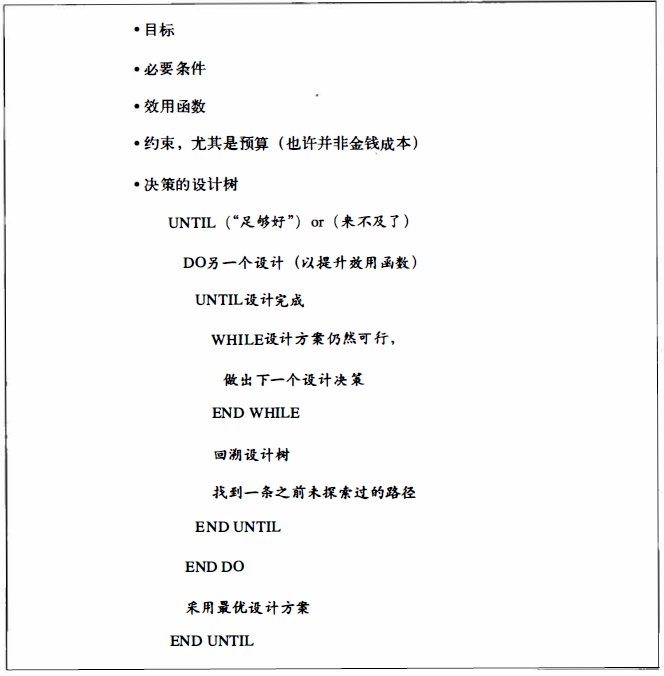 • 目标
• 必要条件
• 效用函数
• 约束，尤其是预算（也许并非金钱成本）
• 决策的设计树
UNTIL（“足够好”）or（来不及了）
DO另一个设计（以提升效用函数）
UNTIL设计完成
WHILE设计方案仍然可行，
做出下一个设计决策
END WHILE
回溯设计树
找到一条之前未探索过的路径
END UNTIL
END DO
采用最优设计方案
END UNTIL